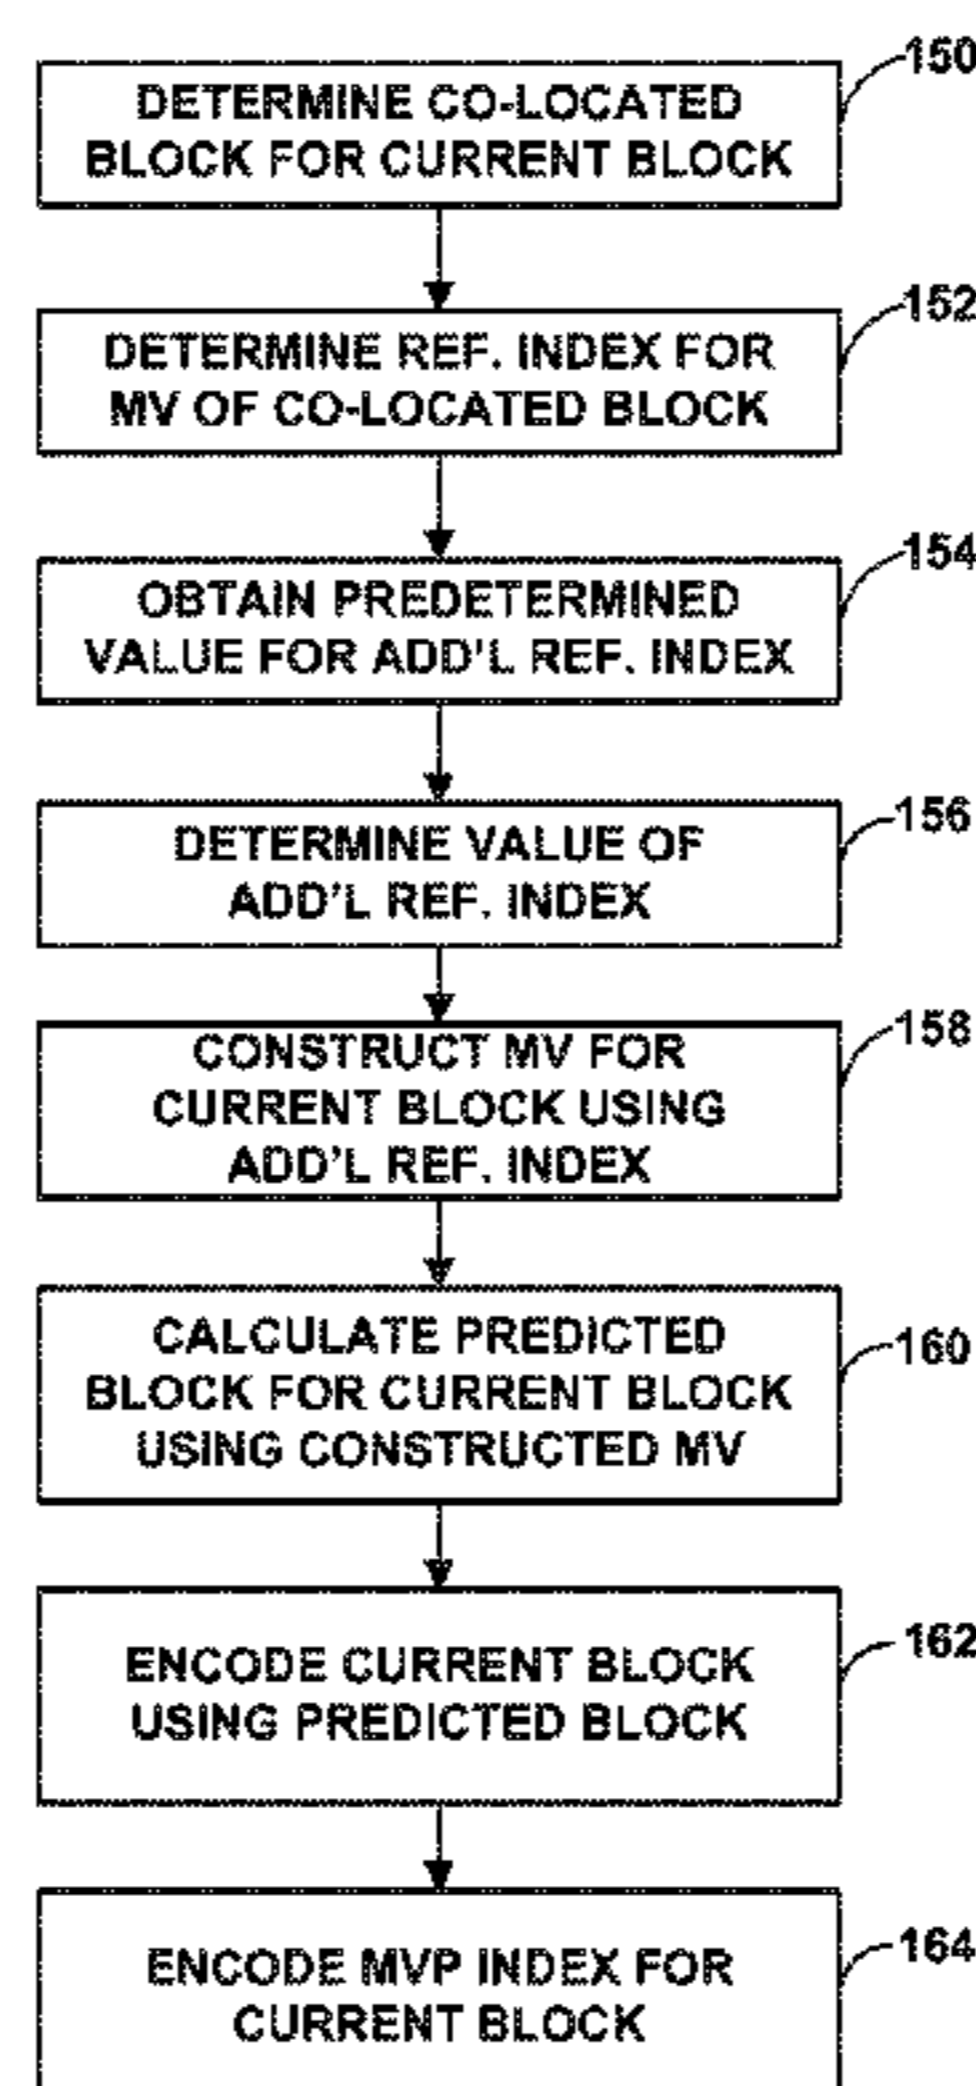 150
DETERMINE CO-LOCATED
BLOCK FOR CURRENT BLOCK
152
DETERMINE REF. INDEX FOR
MV OF CO-LOCATED BLOCK
154
OBTAIN PREDETERMINED
VALUE FOR ADD'L REF. INDEX
156
DETERMINE VALUE OF
ADD'L REF. INDEX
158
CONSTRUCT MV FOR
CURRENT BLOCK USING
ADD'L REF. INDEX
160
CALCULATE PREDICTED
BLOCK FOR CURRENT BLOCK
USING CONSTRUCTED MV
162
ENCODE CURRENT BLOCK
USING PREDICTED BLOCK
164
ENCODE MVP INDEX FOR
CURRENT BLOCK